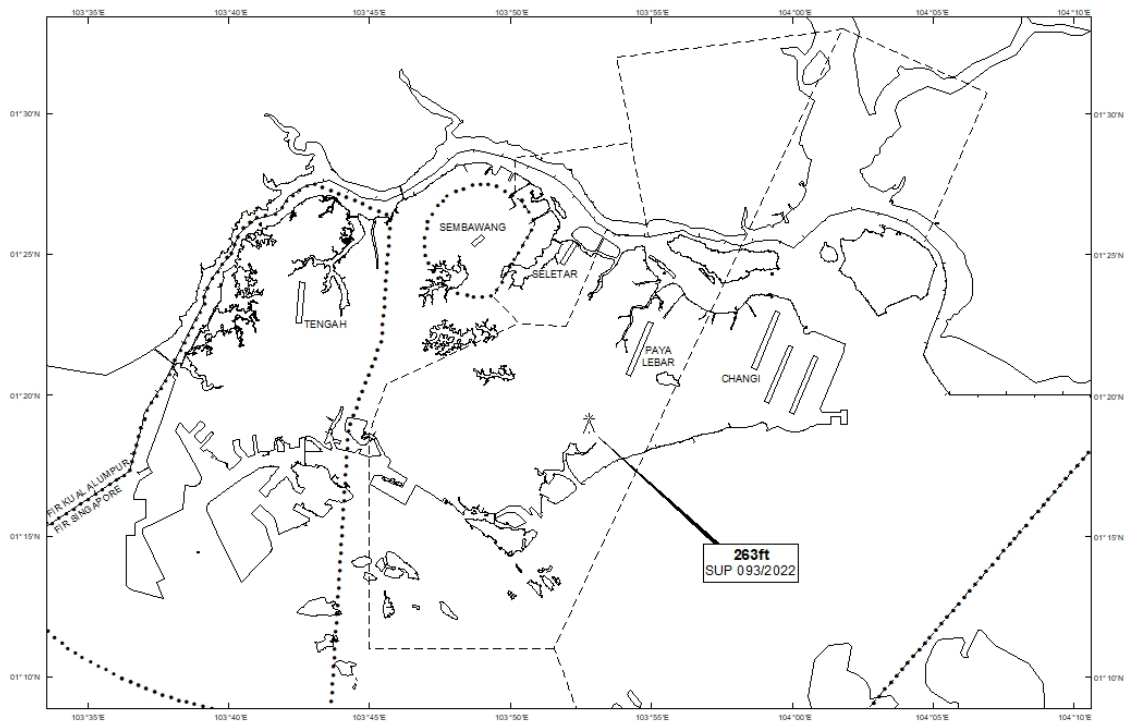 103°35'E 103°40'E 103°45'E 103°50'E 103°55'E 104°00'E 104°05'E 104°10'E
01°30'N 01°30'N
SEMBAWANG
01°25'N 01°25'N
SELETAR
TENGAH
PAYA
LEBAR
CHANGI
01°20'N 01°20'N
FIR KUALALUMPUR
FIR SINGAPORE
01°15'N 01°15'N
263ft
SUP 093/2022
01°10'N 01°10'N
103°35'E 103°40'E 103°45'E 103°50'E 103°55'E 104°00'E 104°05'E 104°10'E